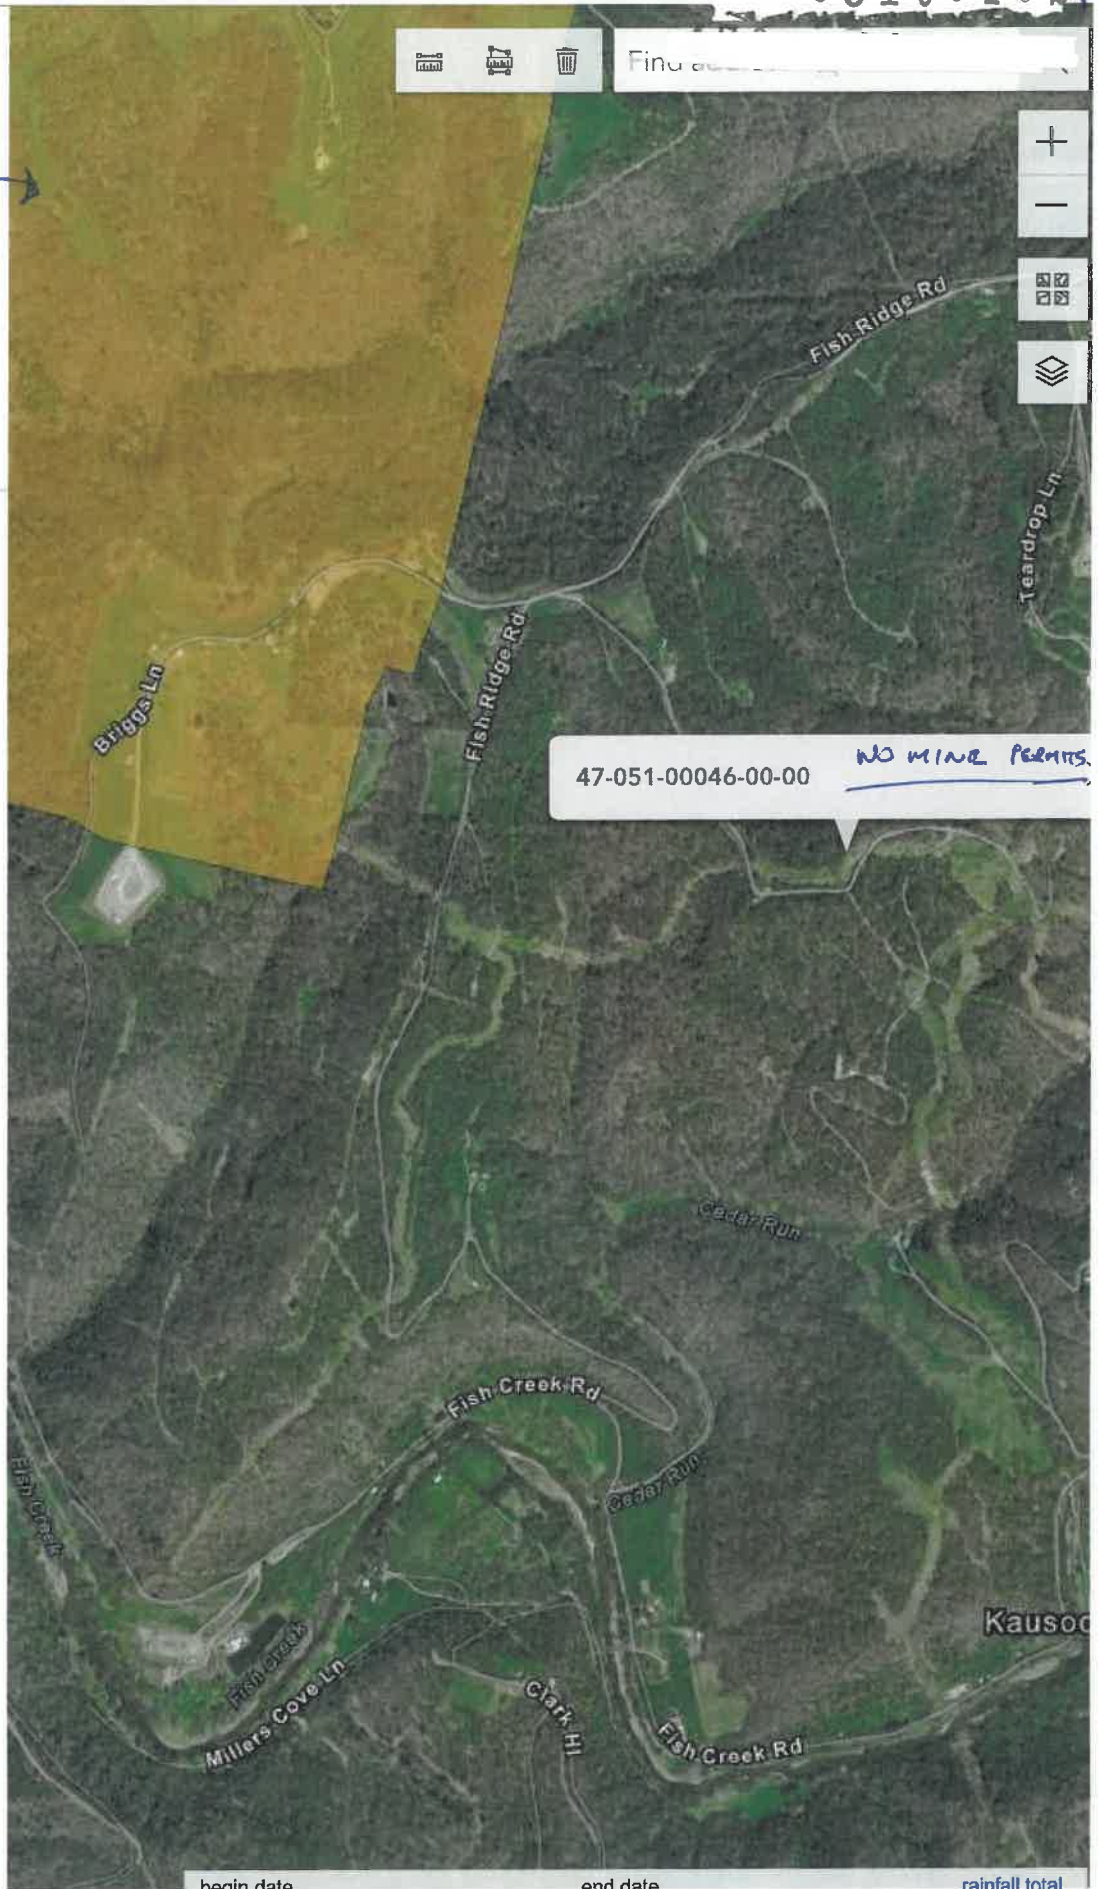 Fish Ridge Rd
Teardrop Ln
Fish Ridge Rd
Briggs Ln
47-051-00046-00-00
NO MINE PERMITS.
Cedar Run
Fish Creek Rd
Cedar Run
Fish Creek
Fish Creek
Millers Cove Ln
Clark Hl
Fish Creek Rd
begin date
end date
rainfall total